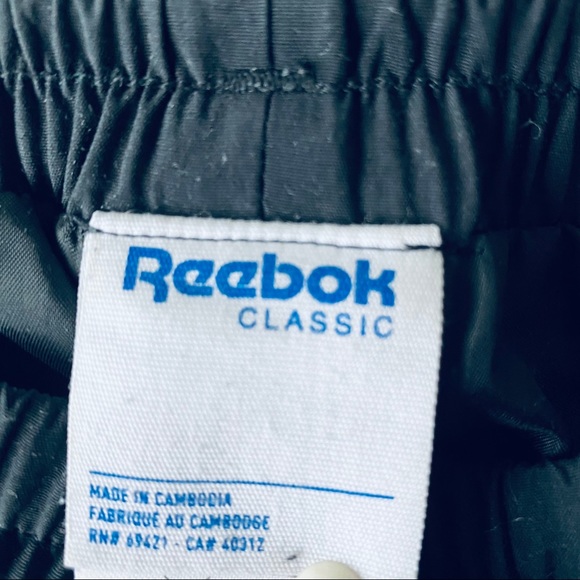 Reebok
CLASSIC
MADE IN CAMBODIA
FABRIQUÉ AU CAMBODGE
RN# 69421 - CA# 40312